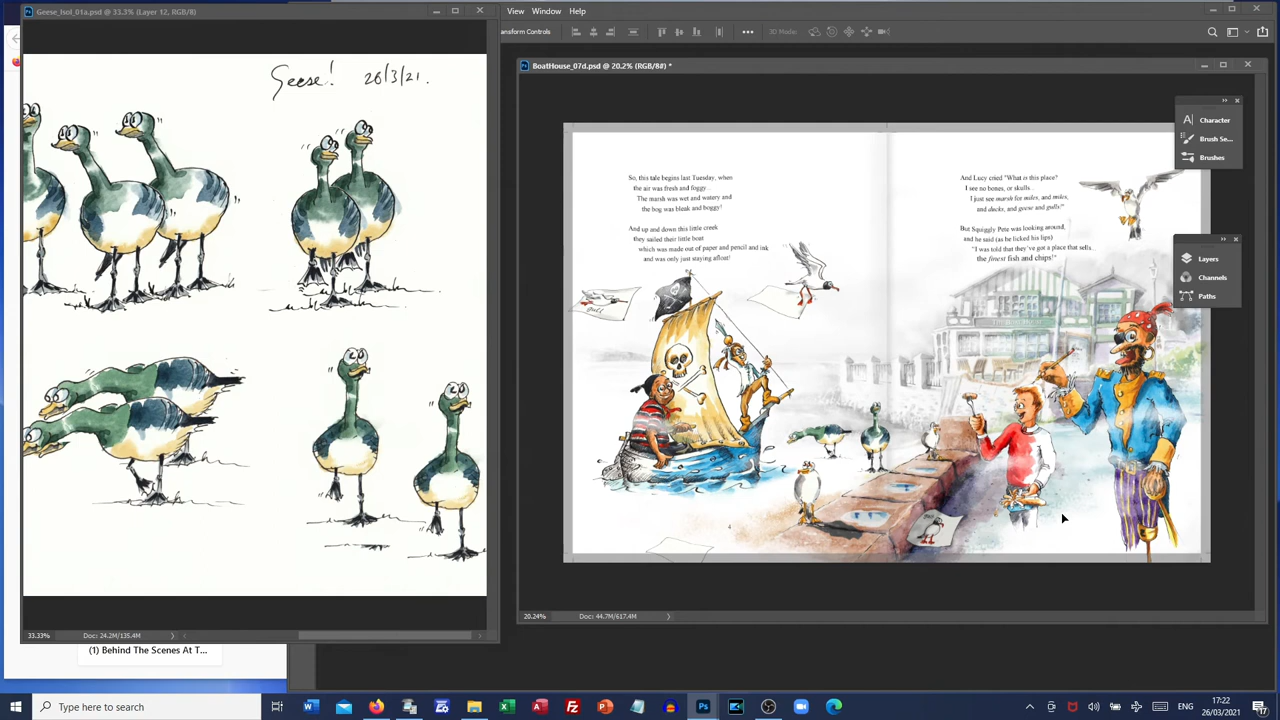 Geese_Isol_01a.psd @ 33.3% (Layer 12, RGB/8)
View Window Help
ansform Controls
3D Mode:
BoatHouse_07d.psd @ 20.2% (RGB/8#) *
Geese! 26/3/21.
Character
Brush Se...
Brushes
Layers
Channels
Paths
So, this tale begins last Tuesday, when
the air was fresh and foggy
The marsh was wet and watery and
the bog was bleak and boggy!
And up and down this little creek
they sailed their little boat
which was made out of paper and pencil and ink
and was only just staying afloat!
And Lucy cried "What is this place?
I see no bones, or skulls...
I just see marsh for miles, and miles,
and ducks, and geese and gulls!"
But Squiggly Pete was looking around,
and he said (as he licked his lips)
"I was told that they've got a place that sells...
the finest fish and chips!"
gull
4
33.33% Doc: 24.2M/135.4M
20.24% Doc: 44.7M/617.4M
(1) Behind The Scenes At T...
Type here to search
ENG
17:22
26/03/2021